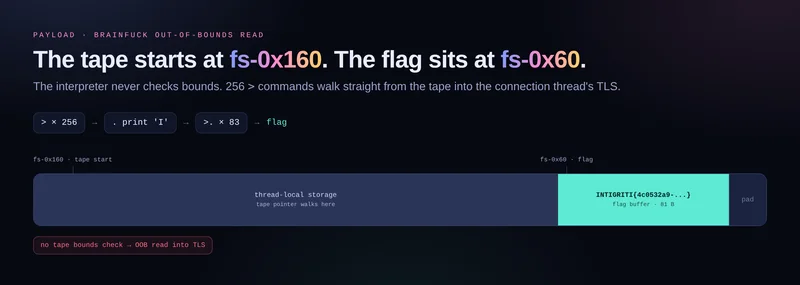 PAYLOAD · BRAINFUCK OUT-OF-BOUNDS READ
The tape starts at fs-0x160. The flag sits at fs-0x60.
The interpreter never checks bounds. 256 > commands walk straight from the tape into the connection thread's TLS.
> × 256 → . print 'I' → >. × 83 → flag
fs-0x160 · tape start fs-0x60 · flag
thread-local storage INTIGRITI{4c0532a9-...} pad
tape pointer walks here flag buffer · 81 B
no tape bounds check → OOB read into TLS